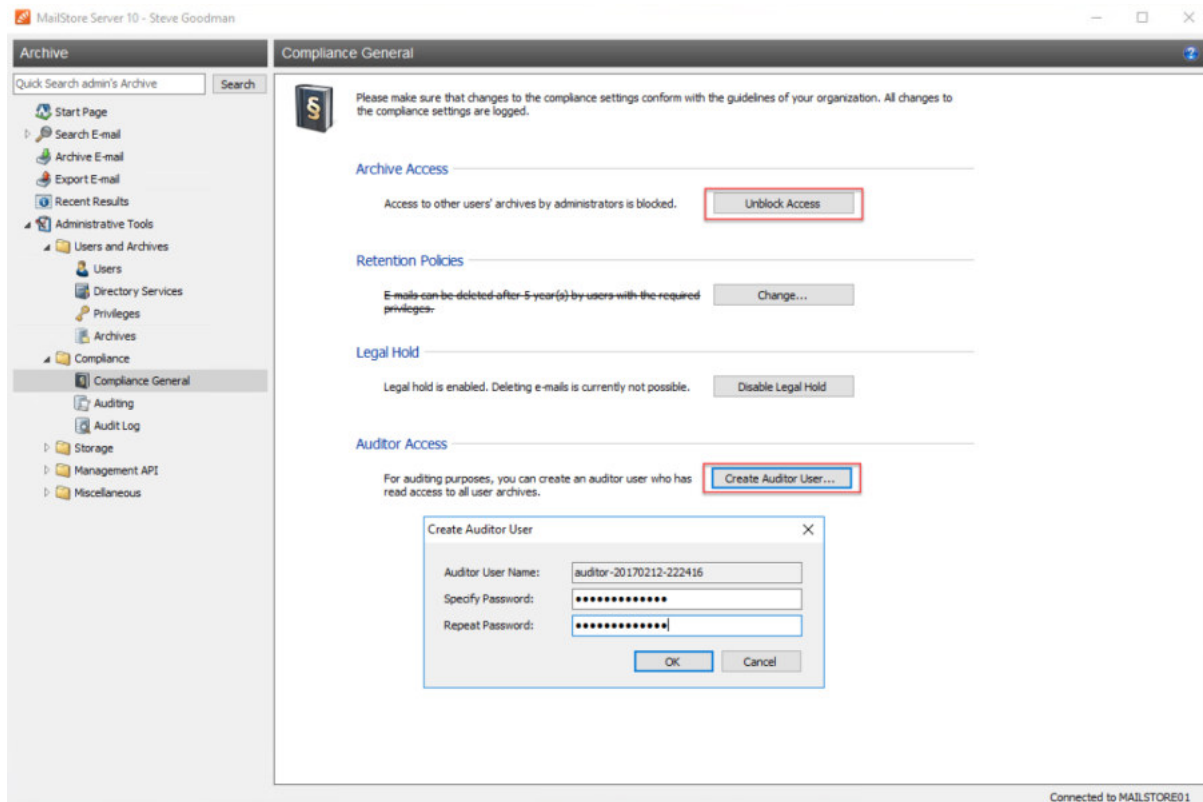 MailStore Server 10 - Steve Goodman
Archive
Quick Search admin's Archive
Search
Start Page
Search E-mail
Archive E-mail
Export E-mail
Recent Results
Administrative Tools
Users and Archives
Users
Directory Services
Privileges
Archives
Compliance
Compliance General
Auditing
Audit Log
Storage
Management API
Miscellaneous
Compliance General
§
Please make sure that changes to the compliance settings conform with the guidelines of your organization. All changes to
the compliance settings are logged.
Archive Access
Access to other users' archives by administrators is blocked.
Unblock Access
Retention Policies
E-mails can be deleted after 5 year(s) by users with the required
privileges.
Change...
Legal Hold
Legal hold is enabled. Deleting e-mails is currently not possible.
Disable Legal Hold
Auditor Access
For auditing purposes, you can create an auditor user who has
read access to all user archives.
Create Auditor User...
Create Auditor User
Auditor User Name:
auditor-20170212-222416
Specify Password:
•••••••••••••
Repeat Password:
•••••••••••••
OK
Cancel
Connected to MAILSTORE01